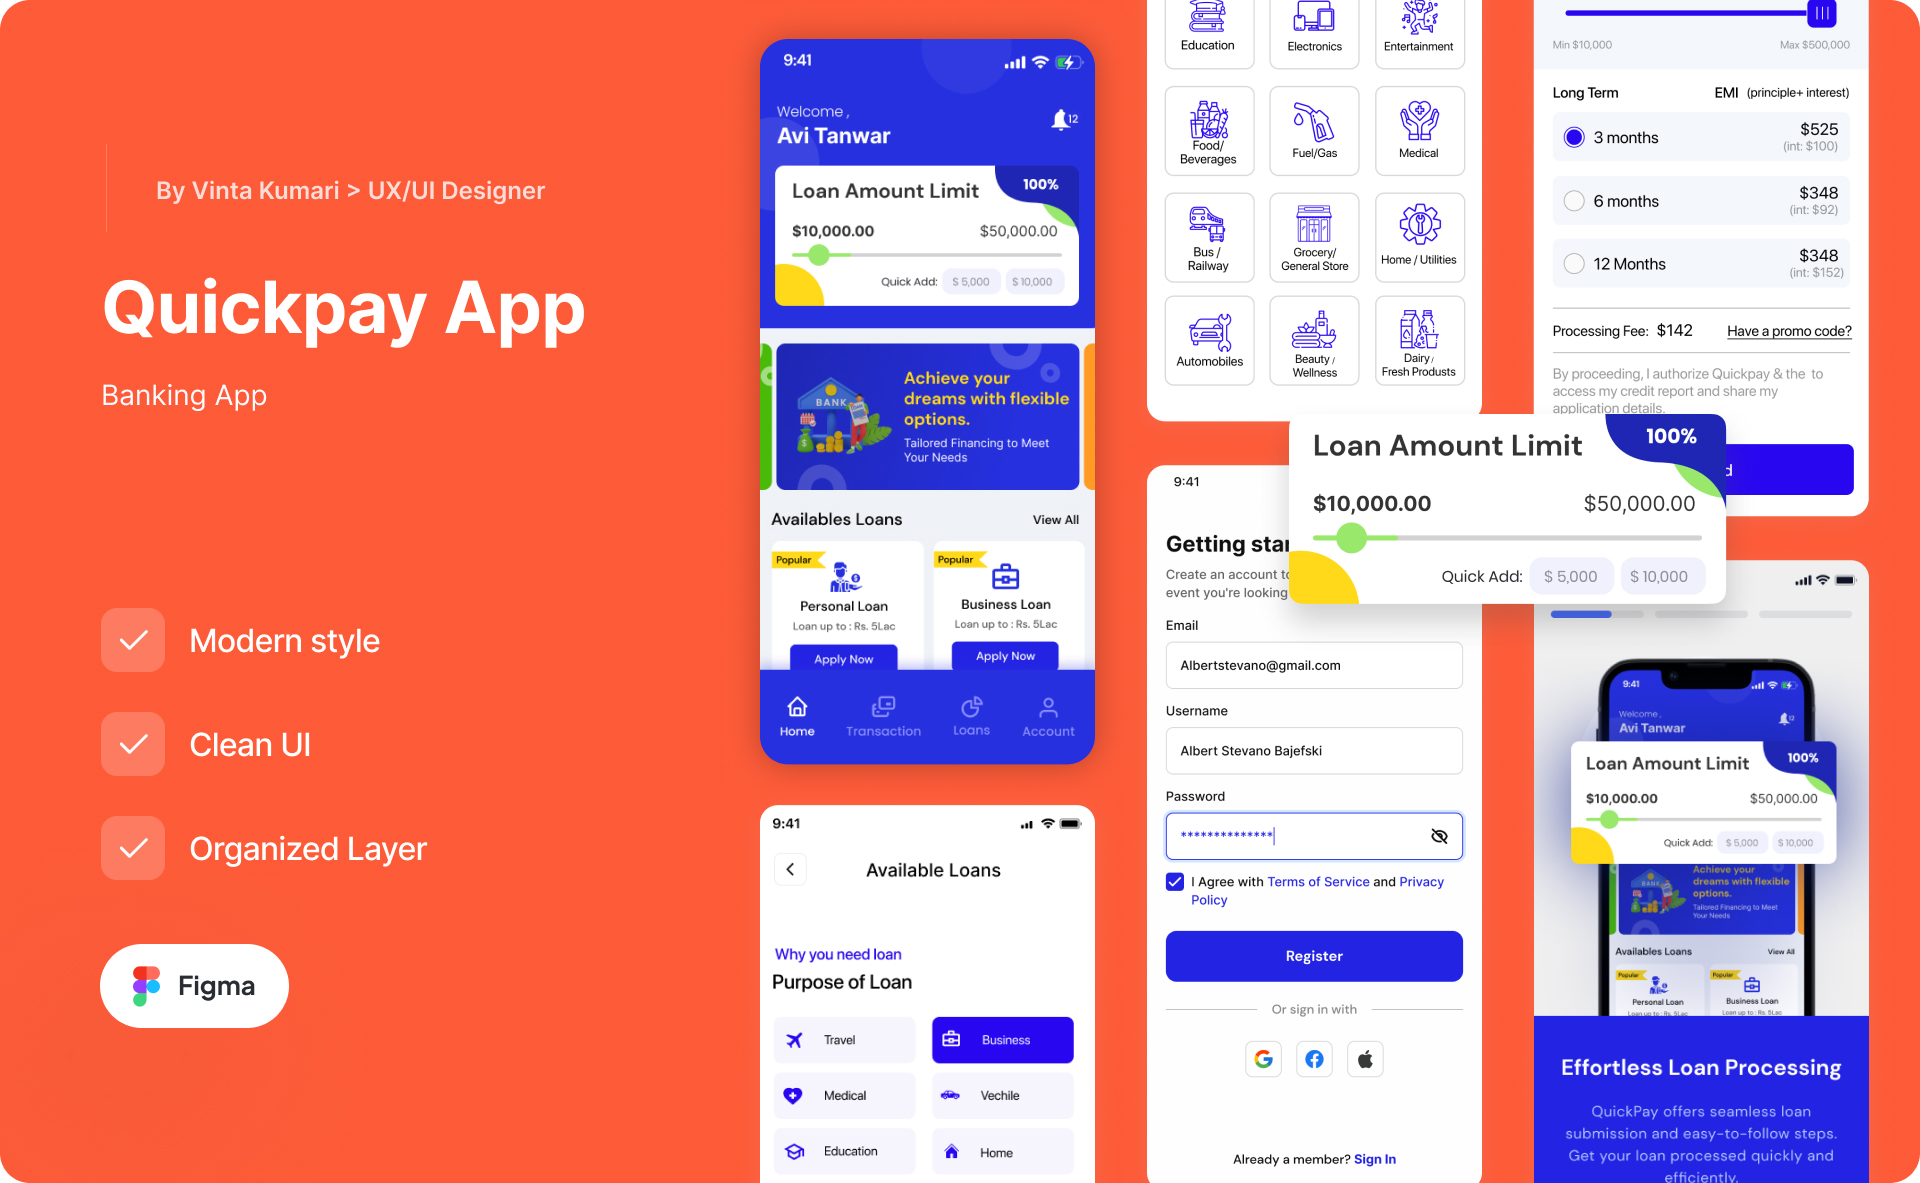 By Vinta Kumari > UX/UI Designer
Quickpay App
Banking App
Modern style
Clean UI
Organized Layer
Figma
9:41
Welcome ,
Avi Tanwar
12
Loan Amount Limit
100%
$10,000.00
$50,000.00
Quick Add:
$ 5,000
$ 10,000
BANK
Achieve your
dreams with flexible
options.
Tailored Financing to Meet
Your Needs
Availables Loans
View All
Popular
Personal Loan
Loan up to : Rs. 5Lac
Apply Now
Popular
Business Loan
Loan up to : Rs. 5Lac
Apply Now
Home
Transaction
Loans
Account
9:41
Available Loans
Why you need loan
Purpose of Loan
Travel
Business
Medical
Vechile
Education
Home
Education
Electronics
Entertainment
Food/
Beverages
Fuel/Gas
Medical
Bus /
Railway
Grocery/
General Store
Home / Utilities
Automobiles
Beauty /
Wellness
Dairy /
Fresh Produsts
9:41
Getting star
Create an account to
event you're looking
Email
Albertstevano@gmail.com
Username
Albert Stevano Bajefski
Password
**************
I Agree with Terms of Service and Privacy
Policy
Register
Or sign in with
Already a member? Sign In
Min $10,000
Max $500,000
Long Term
EMI (principle+ interest)
3 months
$525
(int: $100)
6 months
$348
(int: $92)
12 Months
$348
(int: $152)
Processing Fee: $142
Have a promo code?
By proceeding, I authorize Quickpay & the to
access my credit report and share my
application details.
d
Loan Amount Limit
100%
$10,000.00
$50,000.00
Quick Add:
$ 5,000
$ 10,000
9:41
Welcome ,
Avi Tanwar
12
Loan Amount Limit
100%
$10,000.00
$50,000.00
Quick Add:
$ 5,000
$ 10,000
BANK
Achieve your
dreams with flexible
options.
Tailored Financing to Meet
Your Needs
Availables Loans
View All
Popular
Personal Loan
Loan up to : Rs. 5Lac
Popular
Business Loan
Loan up to : Rs. 5Lac
Effortless Loan Processing
QuickPay offers seamless loan
submission and easy-to-follow steps.
Get your loan processed quickly and
efficiently.